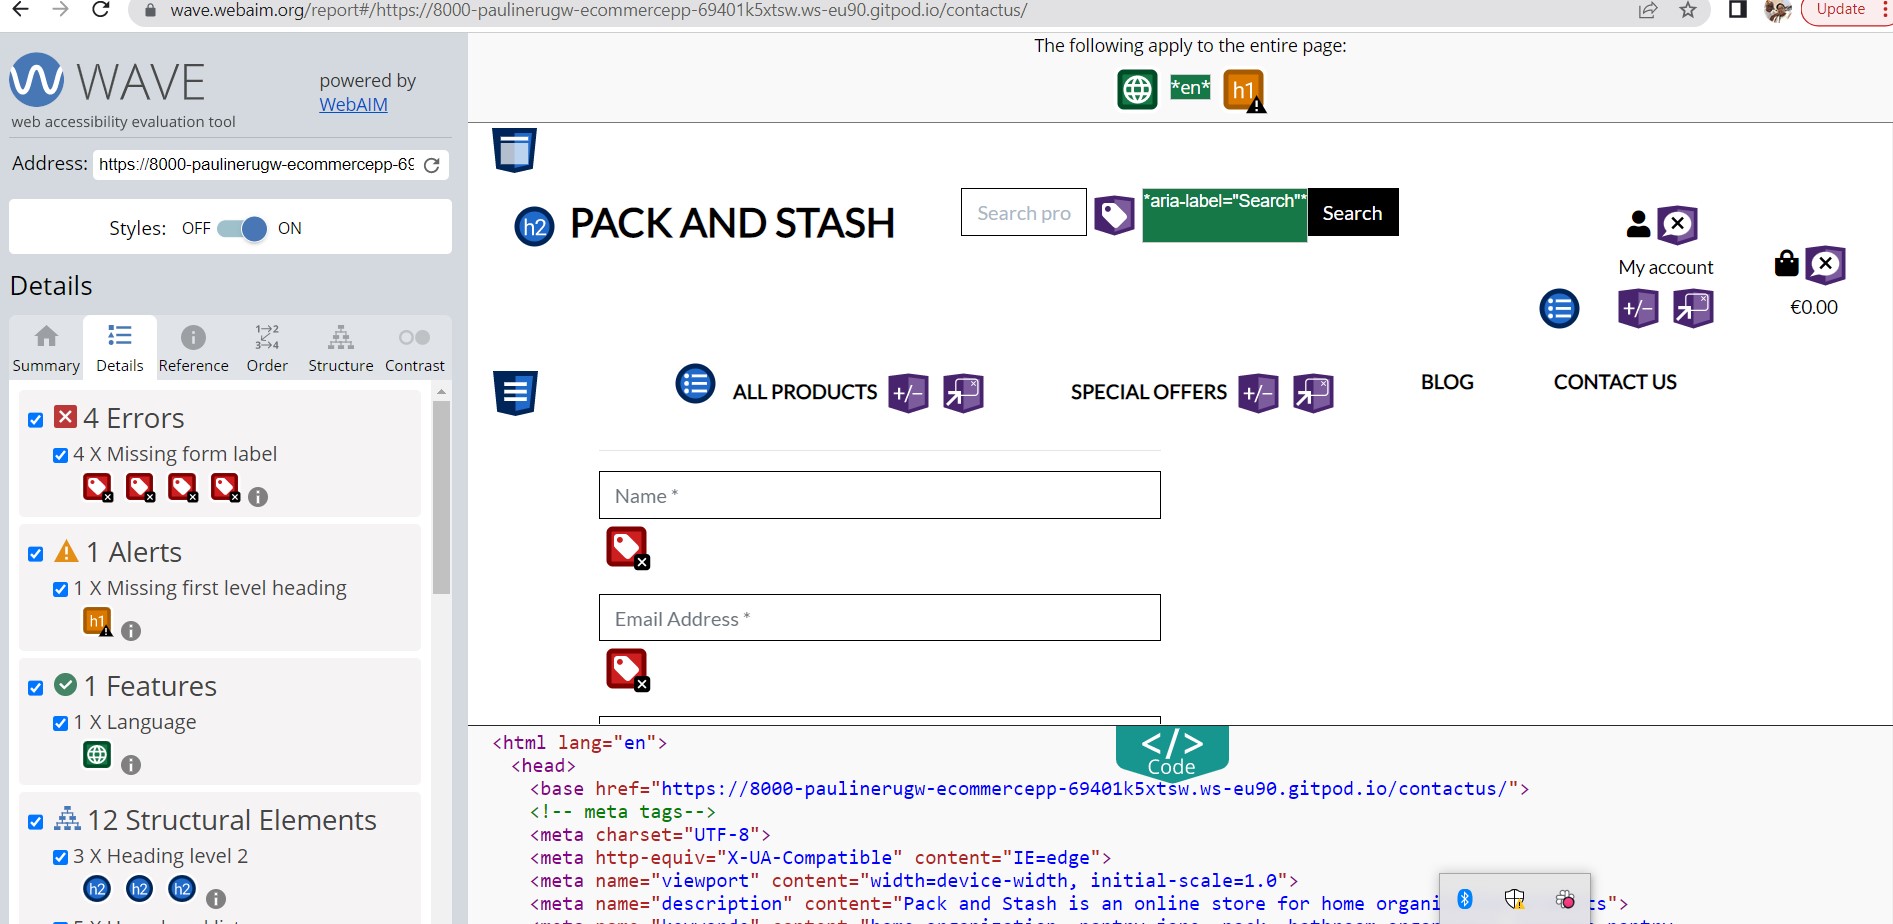 wave.webaim.org/report#/https://8000-paulinerugw-ecommercepp-69401k5xtsw.ws-eu90.gitpod.io/contactus/
Update
WAVE
web accessibility evaluation tool
powered by
WebAIM
Address:
https://8000-paulinerugw-ecommercepp-69
Styles: OFF ON
Details
Summary
Details
Reference
1→2
3→4
Order
Structure
Contrast
4 Errors
4 X Missing form label
1 Alerts
1 X Missing first level heading
h1
1 Features
1 X Language
12 Structural Elements
3 X Heading level 2
h2 h2 h2
The following apply to the entire page:
*en*
h1
h2
PACK AND STASH
Search pro
*aria-label="Search"*
Search
My account
+/−
€0.00
ALL PRODUCTS
+/−
SPECIAL OFFERS
+/−
BLOG
CONTACT US
Name *
Email Address *
</>
Code
<html lang="en">
<head>
<base href="https://8000-paulinerugw-ecommercepp-69401k5xtsw.ws-eu90.gitpod.io/contactus/">
<!-- meta tags-->
<meta charset="UTF-8">
<meta http-equiv="X-UA-Compatible" content="IE=edge">
<meta name="viewport" content="width=device-width, initial-scale=1.0">
<meta name="description" content="Pack and Stash is an online store for home organi ts">